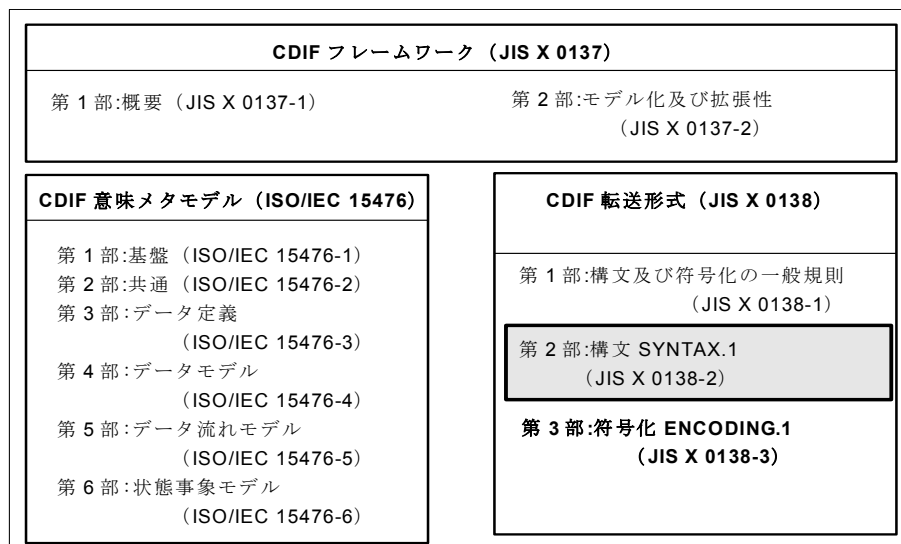 CDIF フレームワーク（JIS X 0137）
第 1 部:概要（JIS X 0137-1）
第 2 部:モデル化及び拡張性
（JIS X 0137-2）
CDIF 意味メタモデル（ISO/IEC 15476）
第 1 部:基盤（ISO/IEC 15476-1）
第 2 部:共通（ISO/IEC 15476-2）
第 3 部:データ定義
（ISO/IEC 15476-3）
第 4 部:データモデル
（ISO/IEC 15476-4）
第 5 部:データ流れモデル
（ISO/IEC 15476-5）
第 6 部:状態事象モデル
（ISO/IEC 15476-6）
CDIF 転送形式（JIS X 0138）
第 1 部:構文及び符号化の一般規則
（JIS X 0138-1）
第 2 部:構文 SYNTAX.1
（JIS X 0138-2）
第 3 部:符号化 ENCODING.1
（JIS X 0138-3）